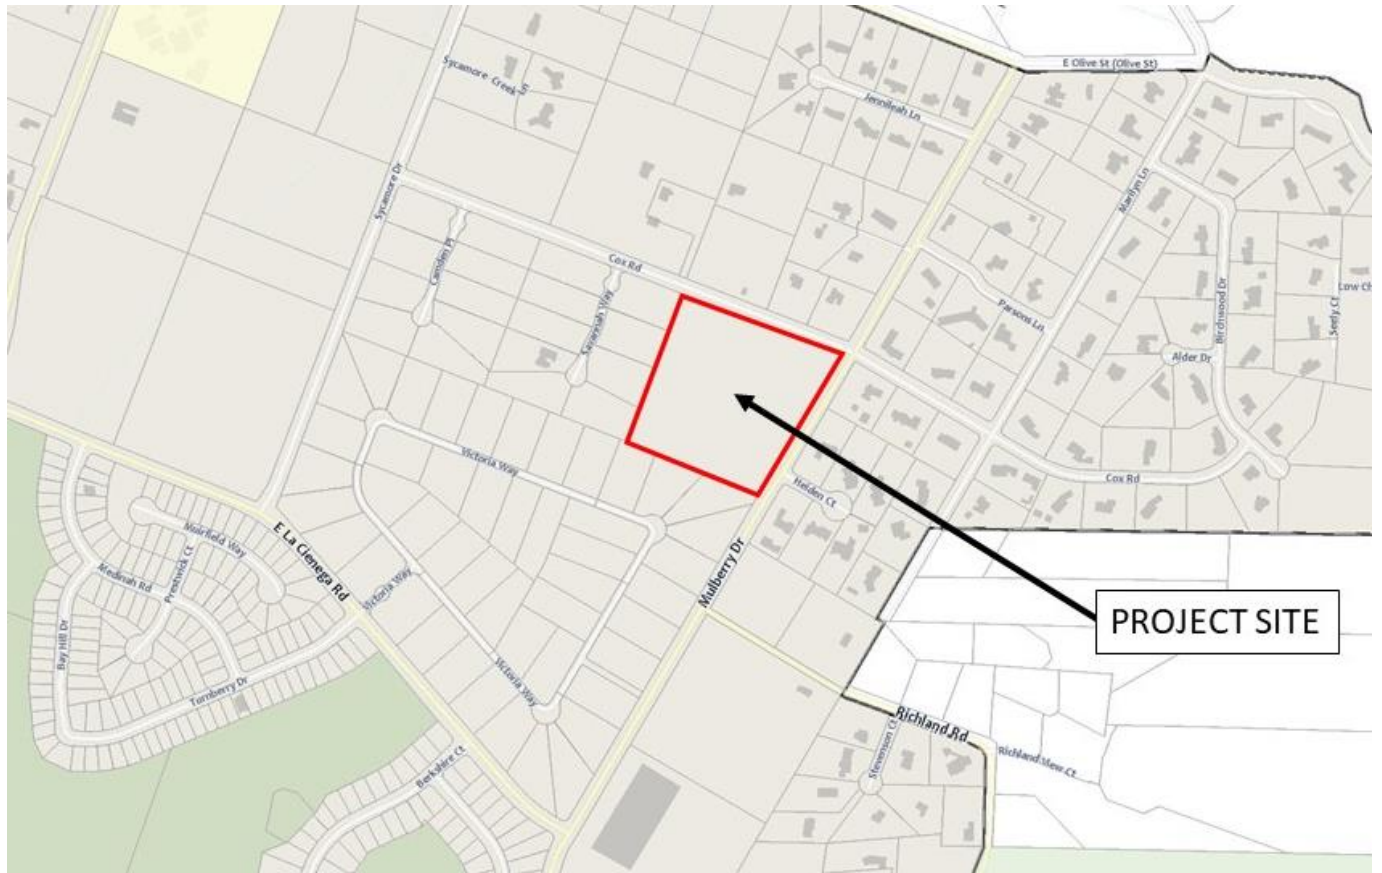 E Olive St (Olive St)
Sycamore Creek Ln
Jennileah Ln
Sycamore Dr
Marilyn Ln
Camden Pl
Cox Rd
Savannah Way
Parsons Ln
Birchwood Dr
Seely Ct
Low Ch
Alder Dr
Victoria Way
Helden Ct
Cox Rd
E La Cienega Rd
Muirfield Way
Prestwick Ct
Medinah Rd
Victoria Way
Mulberry Dr
PROJECT SITE
Bay Hill Dr
Turnberry Dr
Victoria Way
Richland Rd
Stevenson Ct
Richland View Ct
Berkshire Ct